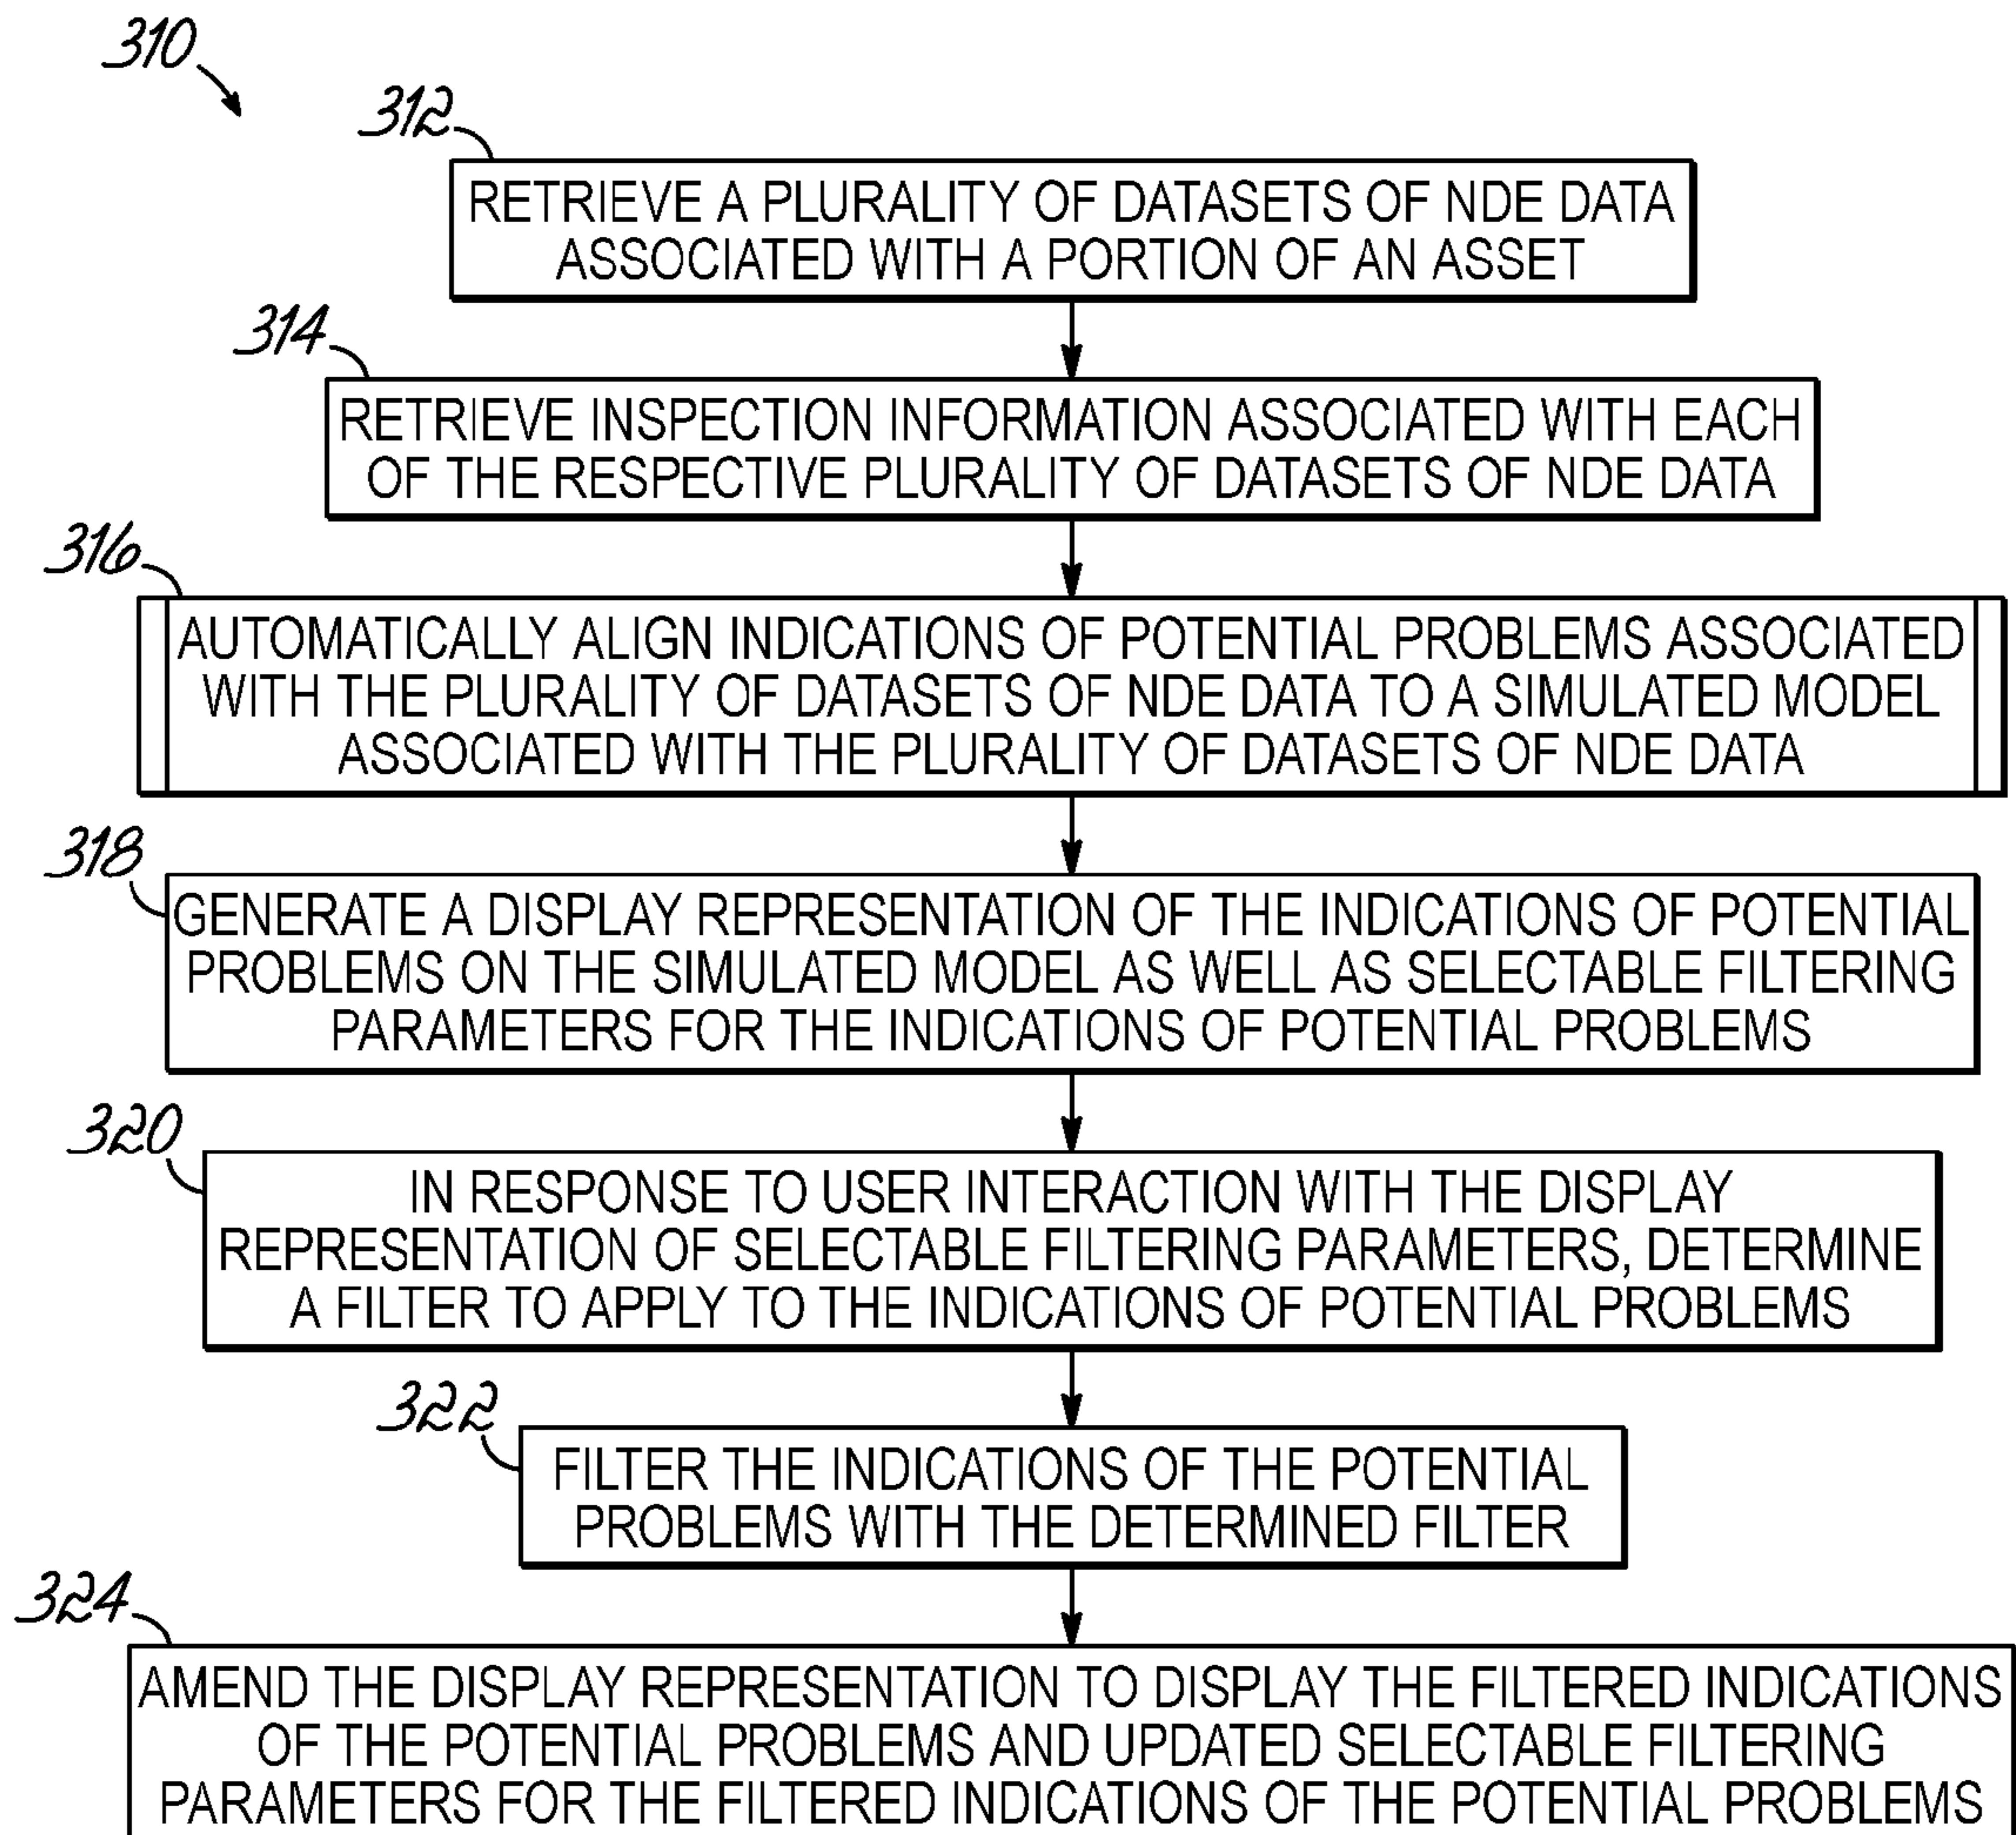 310
312
RETRIEVE A PLURALITY OF DATASETS OF NDE DATA
ASSOCIATED WITH A PORTION OF AN ASSET
314
RETRIEVE INSPECTION INFORMATION ASSOCIATED WITH EACH
OF THE RESPECTIVE PLURALITY OF DATASETS OF NDE DATA
316
AUTOMATICALLY ALIGN INDICATIONS OF POTENTIAL PROBLEMS ASSOCIATED
WITH THE PLURALITY OF DATASETS OF NDE DATA TO A SIMULATED MODEL
ASSOCIATED WITH THE PLURALITY OF DATASETS OF NDE DATA
318
GENERATE A DISPLAY REPRESENTATION OF THE INDICATIONS OF POTENTIAL
PROBLEMS ON THE SIMULATED MODEL AS WELL AS SELECTABLE FILTERING
PARAMETERS FOR THE INDICATIONS OF POTENTIAL PROBLEMS
320
IN RESPONSE TO USER INTERACTION WITH THE DISPLAY
REPRESENTATION OF SELECTABLE FILTERING PARAMETERS, DETERMINE
A FILTER TO APPLY TO THE INDICATIONS OF POTENTIAL PROBLEMS
322
FILTER THE INDICATIONS OF THE POTENTIAL
PROBLEMS WITH THE DETERMINED FILTER
324
AMEND THE DISPLAY REPRESENTATION TO DISPLAY THE FILTERED INDICATIONS
OF THE POTENTIAL PROBLEMS AND UPDATED SELECTABLE FILTERING
PARAMETERS FOR THE FILTERED INDICATIONS OF THE POTENTIAL PROBLEMS